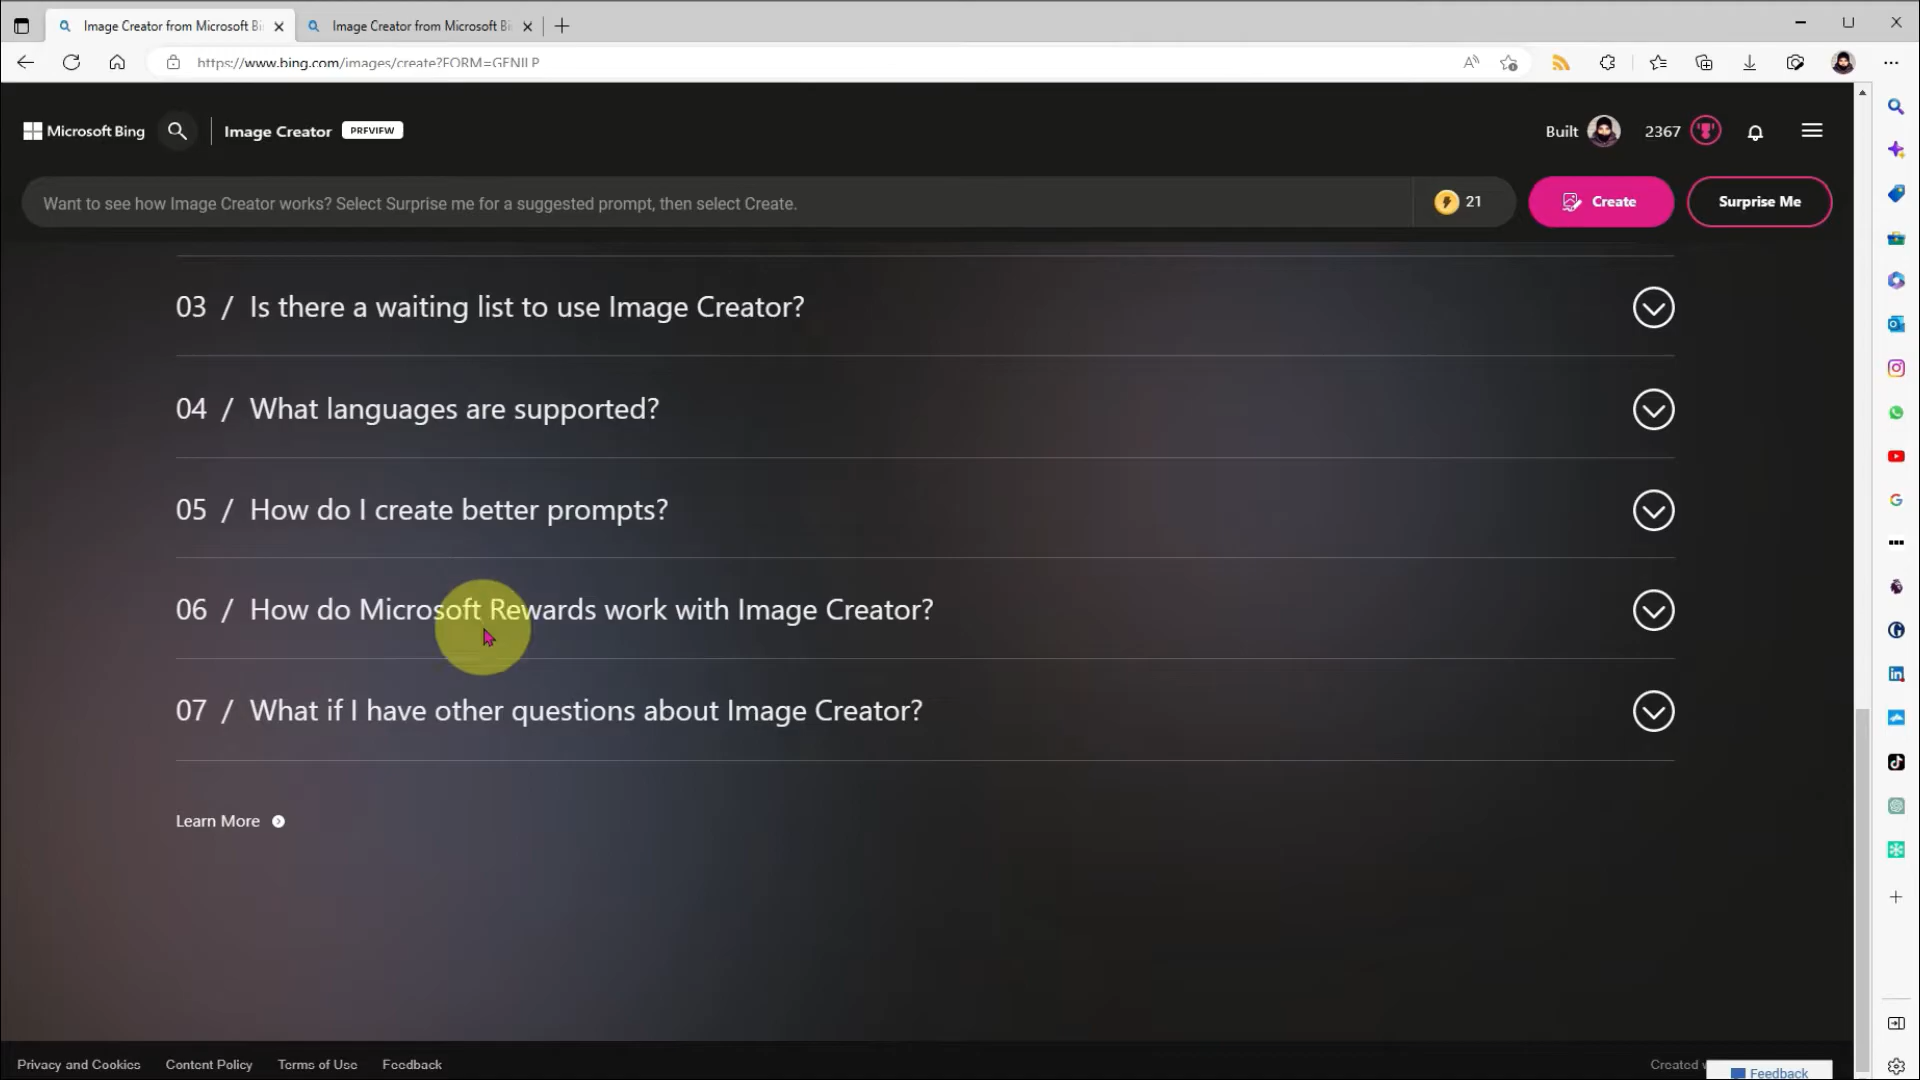 Image Creator from Microsoft Bi
Image Creator from Microsoft Bi
https://www.bing.com/images/create?FORM=GENILP
Microsoft Bing
Image Creator
PREVIEW
Built
2367
Want to see how Image Creator works? Select Surprise me for a suggested prompt, then select Create.
21
Create
Surprise Me
03 / Is there a waiting list to use Image Creator?
04 / What languages are supported?
05 / How do I create better prompts?
06 / How do Microsoft Rewards work with Image Creator?
07 / What if I have other questions about Image Creator?
Learn More
Privacy and Cookies
Content Policy
Terms of Use
Feedback
Created
Feedback